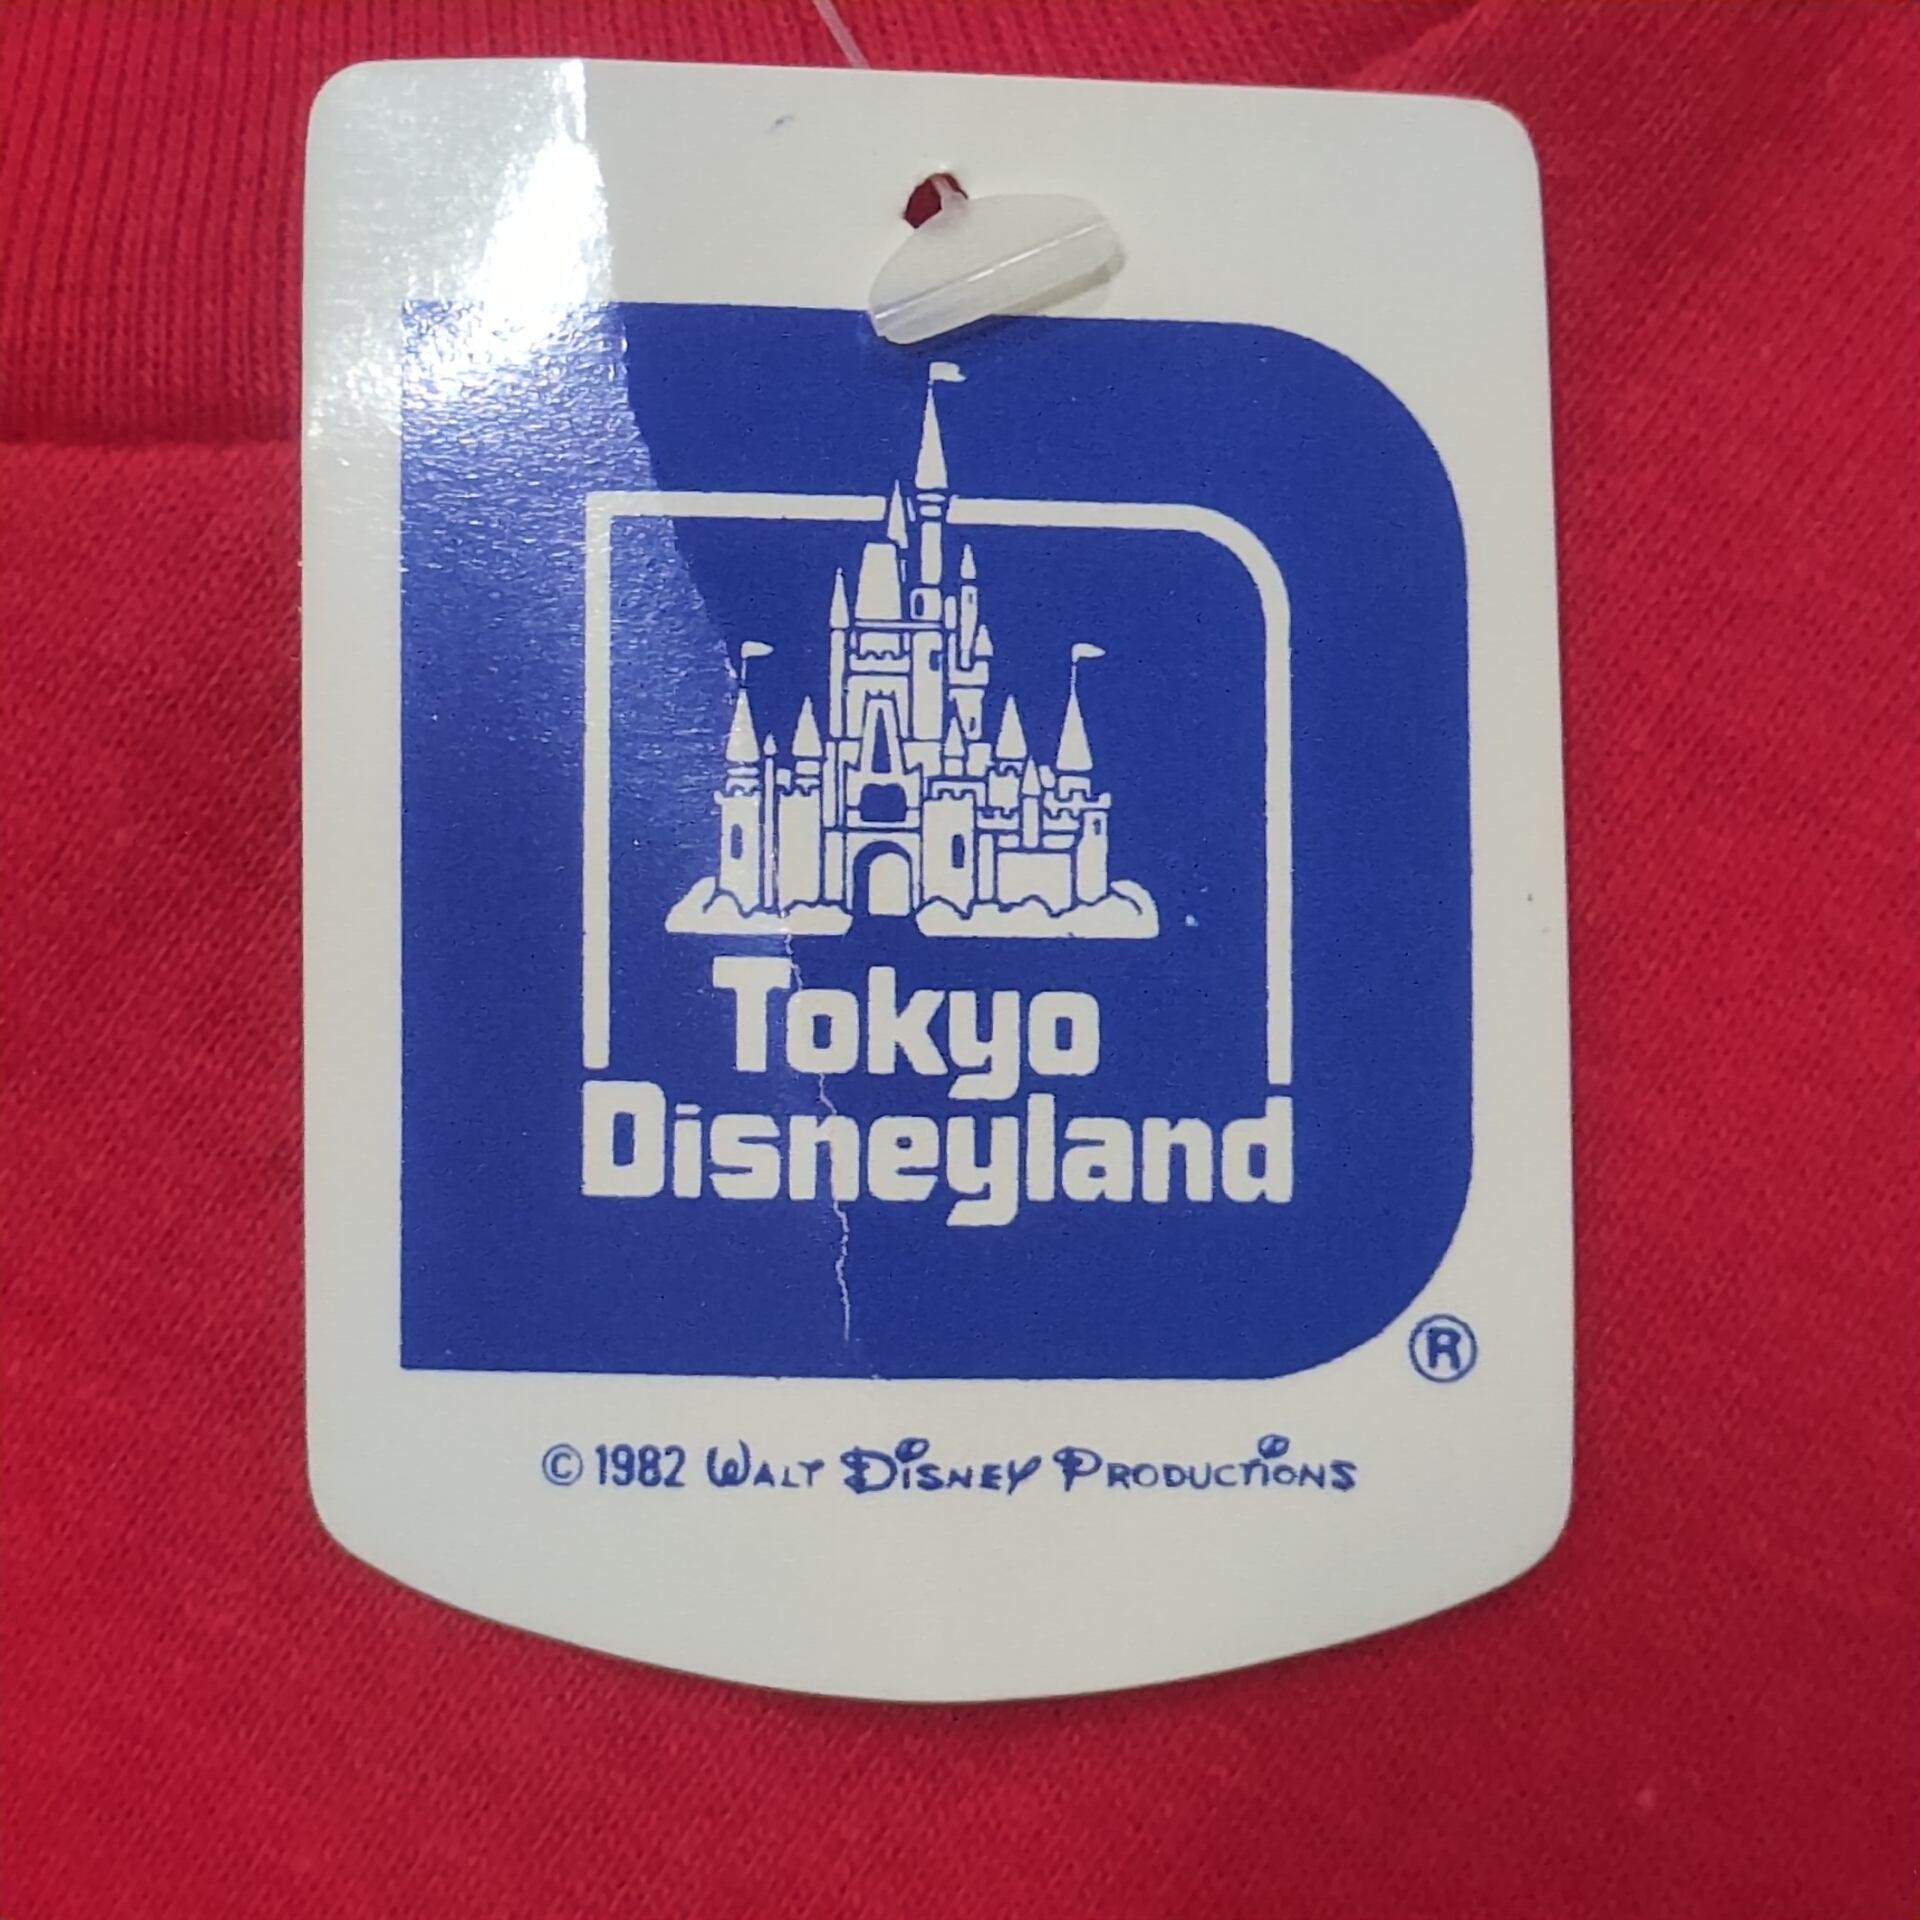 Tokyo
Disneyland
®
© 1982 WALT DISNEY PRODUCTIONS